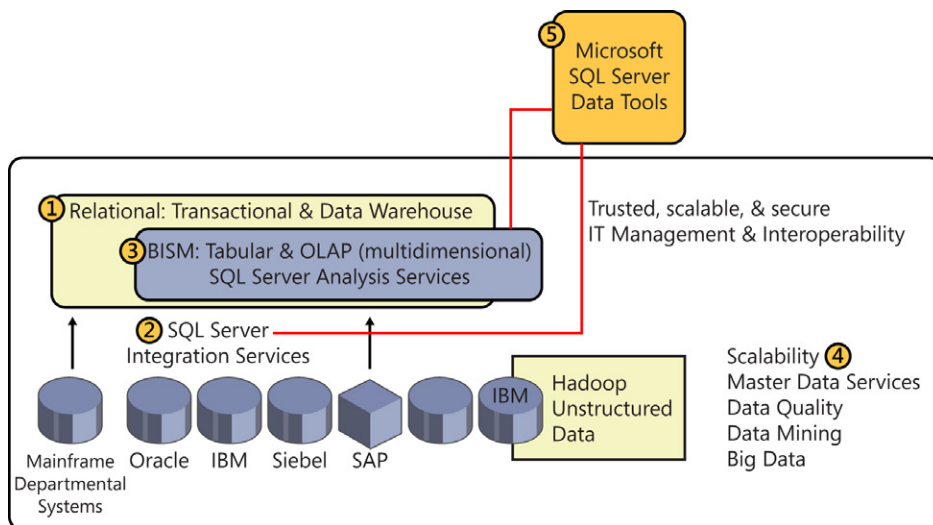 5
Microsoft
SQL Server
Data Tools
1 Relational: Transactional & Data Warehouse
3 BISM: Tabular & OLAP (multidimensional)
SQL Server Analysis Services
Trusted, scalable, & secure
IT Management & Interoperability
2 SQL Server
Integration Services
Mainframe
Departmental
Systems
Oracle
IBM
Siebel
SAP
IBM
Hadoop
Unstructured
Data
Scalability 4
Master Data Services
Data Quality
Data Mining
Big Data